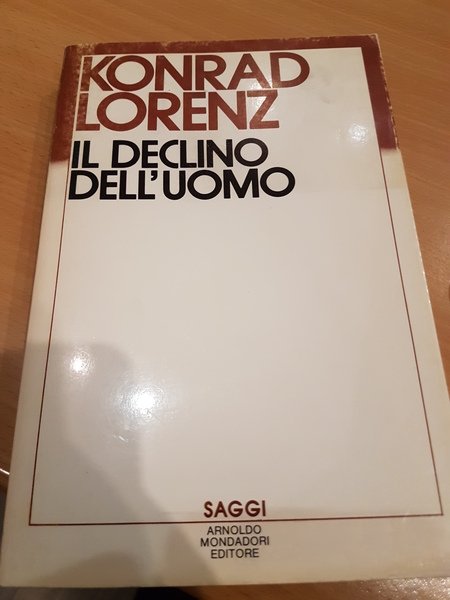 KONRAD
LORENZ
IL DECLINO
DELL'UOMO
SAGGI
ARNOLDO
MONDADORI
EDITORE